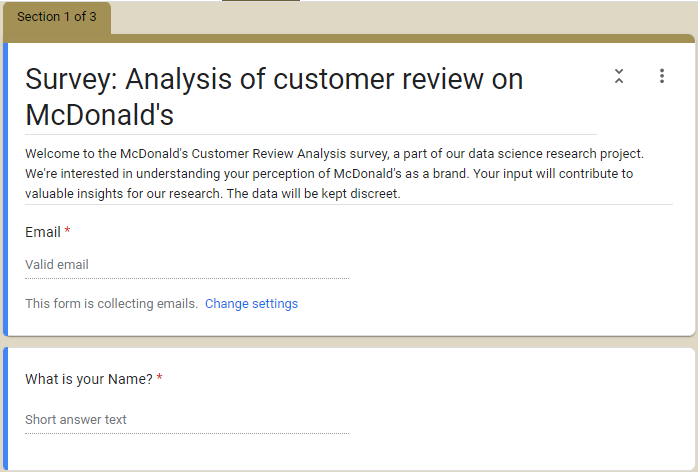 Section 1 of 3
Survey: Analysis of customer review on
McDonald's
Welcome to the McDonald's Customer Review Analysis survey, a part of our data science research project.
We're interested in understanding your perception of McDonald's as a brand. Your input will contribute to
valuable insights for our research. The data will be kept discreet.
Email *
Valid email
This form is collecting emails. Change settings
What is your Name? *
Short answer text